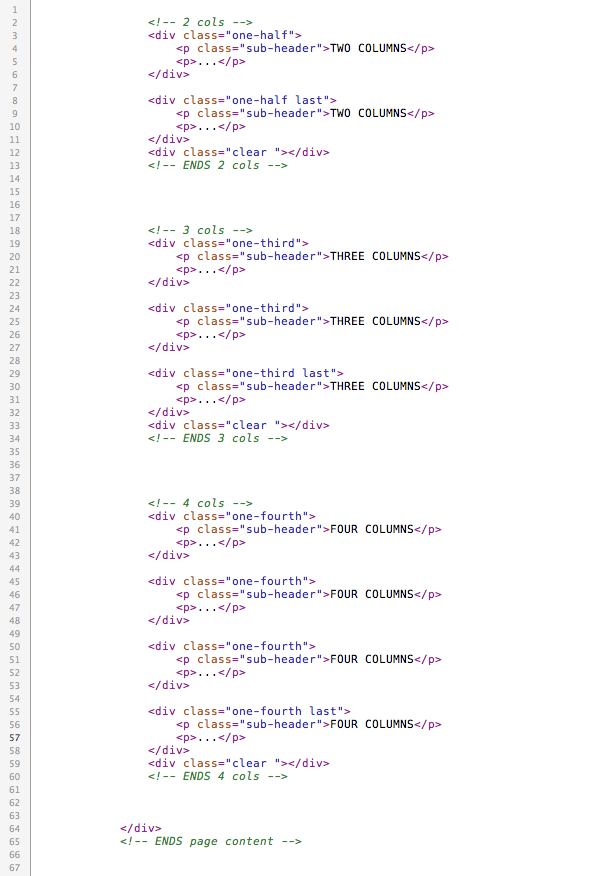 1
2 <!-- 2 cols -->
3 <div class="one-half">
4 <p class="sub-header">TWO COLUMNS</p>
5 <p>...</p>
6 </div>
7
8 <div class="one-half last">
9 <p class="sub-header">TWO COLUMNS</p>
10 <p>...</p>
11 </div>
12 <div class="clear "></div>
13 <!-- ENDS 2 cols -->
14
15
16
17
18 <!-- 3 cols -->
19 <div class="one-third">
20 <p class="sub-header">THREE COLUMNS</p>
21 <p>...</p>
22 </div>
23
24 <div class="one-third">
25 <p class="sub-header">THREE COLUMNS</p>
26 <p>...</p>
27 </div>
28
29 <div class="one-third last">
30 <p class="sub-header">THREE COLUMNS</p>
31 <p>...</p>
32 </div>
33 <div class="clear "></div>
34 <!-- ENDS 3 cols -->
35
36
37
38
39 <!-- 4 cols -->
40 <div class="one-fourth">
41 <p class="sub-header">FOUR COLUMNS</p>
42 <p>...</p>
43 </div>
44
45 <div class="one-fourth">
46 <p class="sub-header">FOUR COLUMNS</p>
47 <p>...</p>
48 </div>
49
50 <div class="one-fourth">
51 <p class="sub-header">FOUR COLUMNS</p>
52 <p>...</p>
53 </div>
54
55 <div class="one-fourth last">
56 <p class="sub-header">FOUR COLUMNS</p>
57 <p>...</p>
58 </div>
59 <div class="clear "></div>
60 <!-- ENDS 4 cols -->
61
62
63
64 </div>
65 <!-- ENDS page content -->
66
67